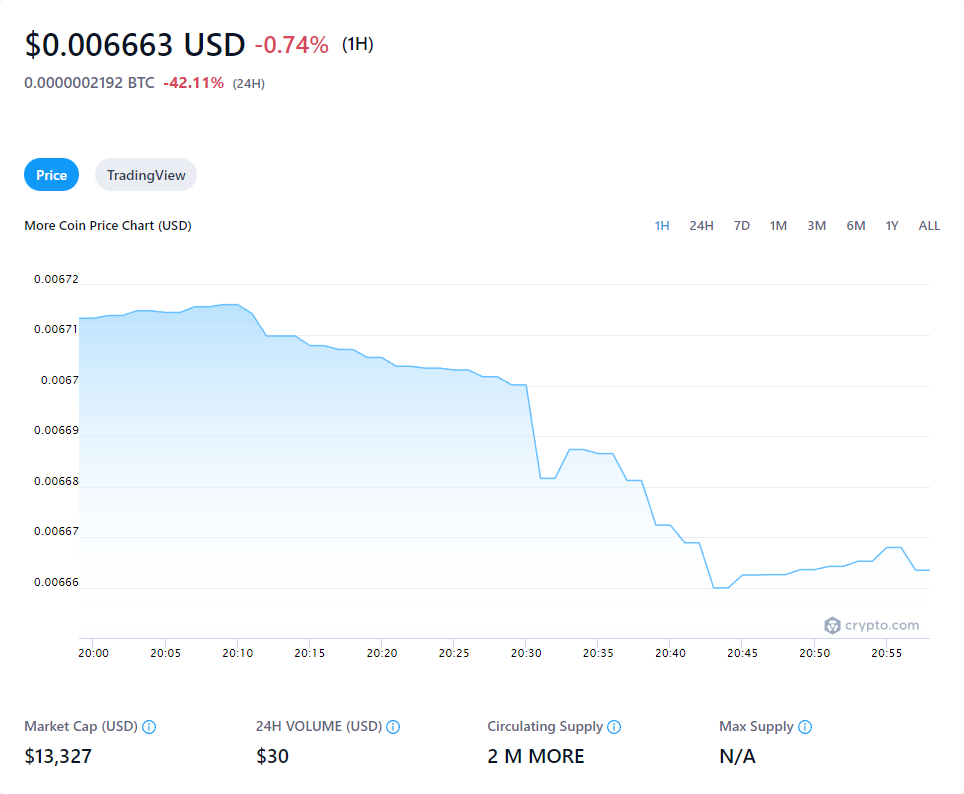 $0.006663 USD -0.74% (1H)
0.0000002192 BTC -42.11% (24H)
Price TradingView
More Coin Price Chart (USD) 1H 24H 7D 1M 3M 6M 1Y ALL
0.00672
0.00671
0.0067
0.00669
0.00668
0.00667
0.00666
crypto.com
20:00 20:05 20:10 20:15 20:20 20:25 20:30 20:35 20:40 20:45 20:50 20:55
Market Cap (USD) 24H VOLUME (USD) Circulating Supply Max Supply
$13,327 $30 2 M MORE N/A